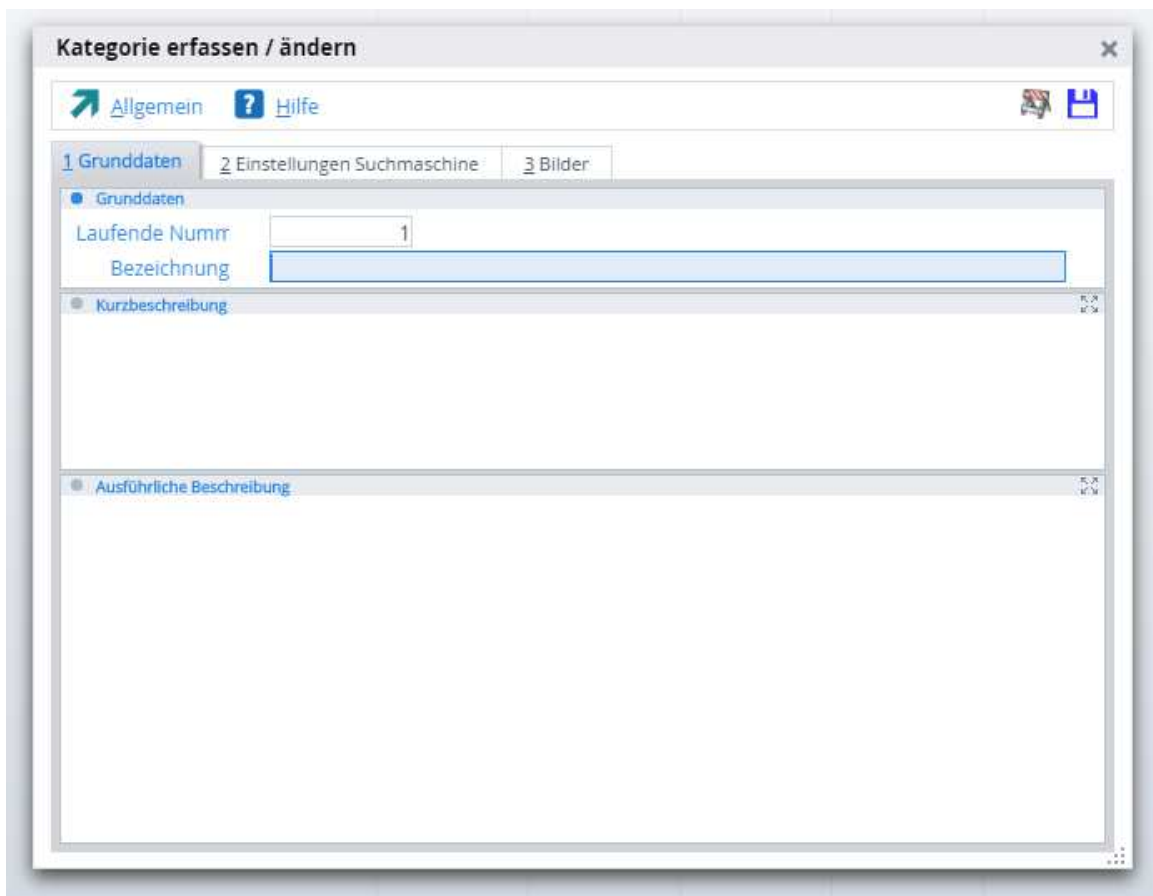 Kategorie erfassen / ändern
Allgemein ? Hilfe
1 Grunddaten 2 Einstellungen Suchmaschine 3 Bilder
Grunddaten
Laufende Numr 1
Bezeichnung
Kurzbeschreibung
Ausführliche Beschreibung